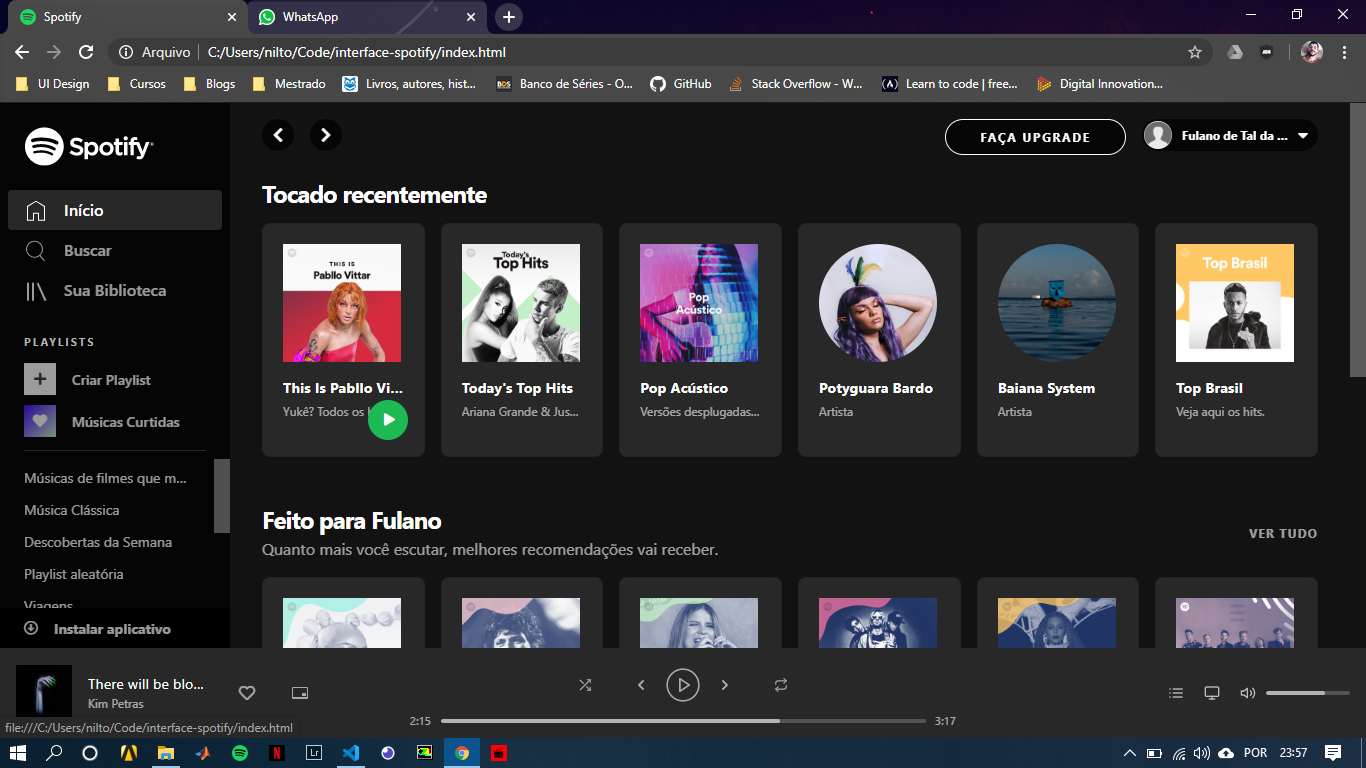 Spotify
WhatsApp
Arquivo
C:/Users/nilto/Code/interface-spotify/index.html
UI Design
Cursos
Blogs
Mestrado
Livros, autores, hist...
BDS
Banco de Séries - O...
GitHub
Stack Overflow - W...
Learn to code | free...
Digital Innovation...
Spotify
FAÇA UPGRADE
Fulano de Tal da ...
Início
Buscar
Sua Biblioteca
PLAYLISTS
Criar Playlist
Músicas Curtidas
Músicas de filmes que m...
Música Clássica
Descobertas da Semana
Playlist aleatória
Viagens
Instalar aplicativo
Tocado recentemente
THIS IS
Pabllo Vittar
This Is Pabllo Vi...
Yukê? Todos os
Today's
Top Hits
Today's Top Hits
Ariana Grande & Jus...
Pop
Acústico
Pop Acústico
Versões desplugadas...
Potyguara Bardo
Artista
Baiana System
Artista
Top Brasil
Top Brasil
Veja aqui os hits.
Feito para Fulano
Quanto mais você escutar, melhores recomendações vai receber.
VER TUDO
There will be blo...
Kim Petras
2:15
3:17
file:///C:/Users/nilto/Code/interface-spotify/index.html
Lr
POR
23:57